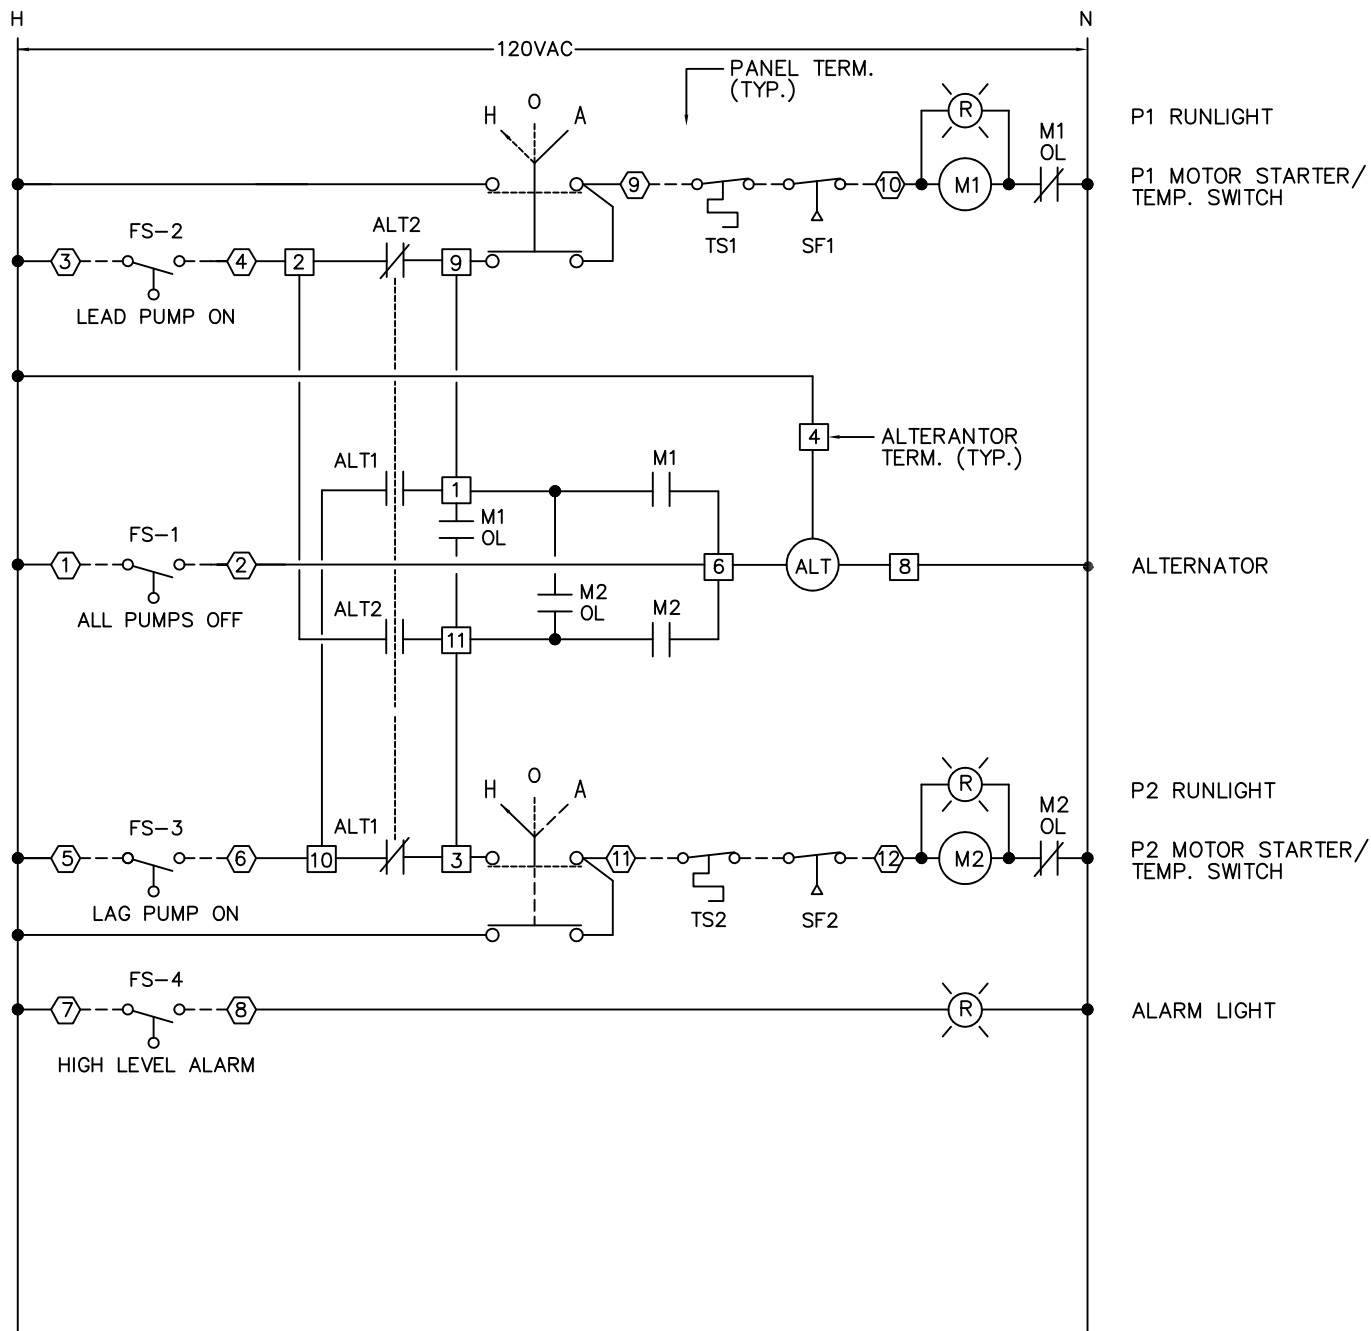 H
N
120VAC
PANEL TERM.
(TYP.)
H O A
R
P1 RUNLIGHT
M1
OL
9
TS1
SF1
10
M1
P1 MOTOR STARTER/
TEMP. SWITCH
FS-2
3
4
2
ALT2
9
LEAD PUMP ON
4
ALTERANTOR
TERM. (TYP.)
ALT1
1
M1
M1
OL
FS-1
1
2
6
ALT
8
ALTERNATOR
ALL PUMPS OFF
M2
OL
ALT2
11
M2
H O A
R
P2 RUNLIGHT
M2
OL
FS-3
5
6
10
ALT1
3
11
TS2
SF2
12
M2
P2 MOTOR STARTER/
TEMP. SWITCH
LAG PUMP ON
FS-4
7
8
R
ALARM LIGHT
HIGH LEVEL ALARM